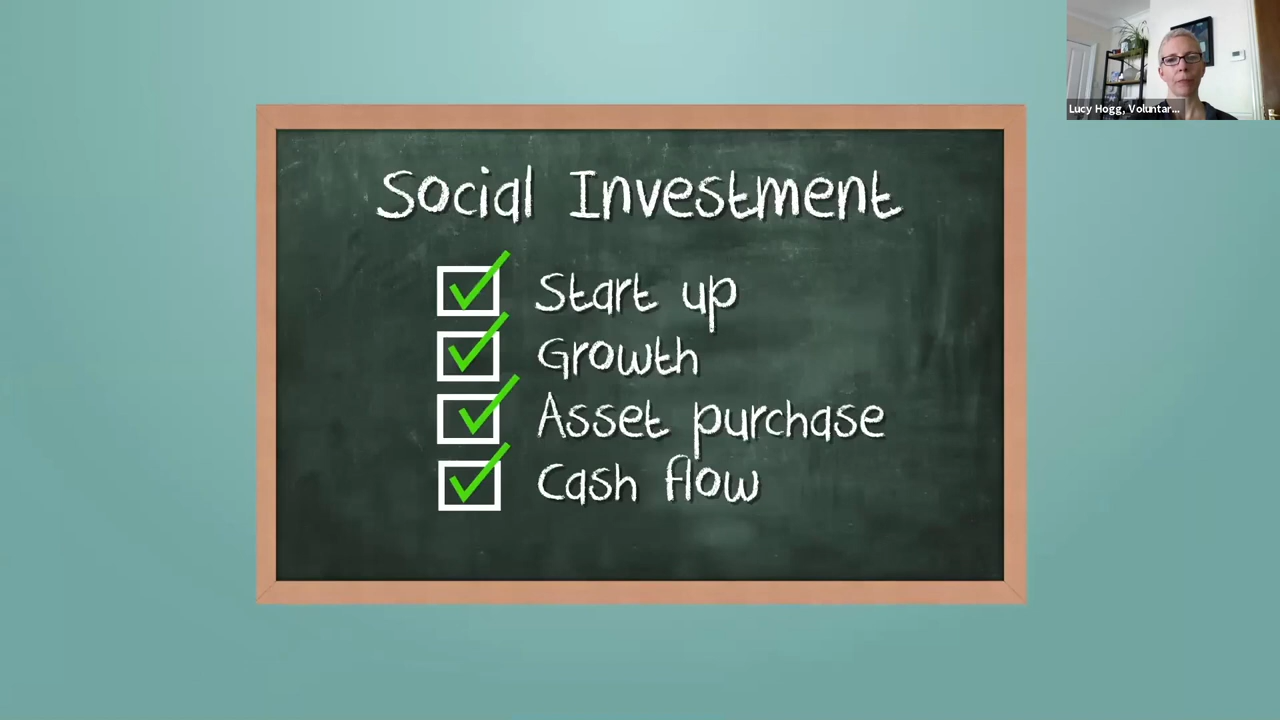 Social Investment
Start up
Growth
Asset purchase
Cash flow
Lucy Hogg, Voluntar...